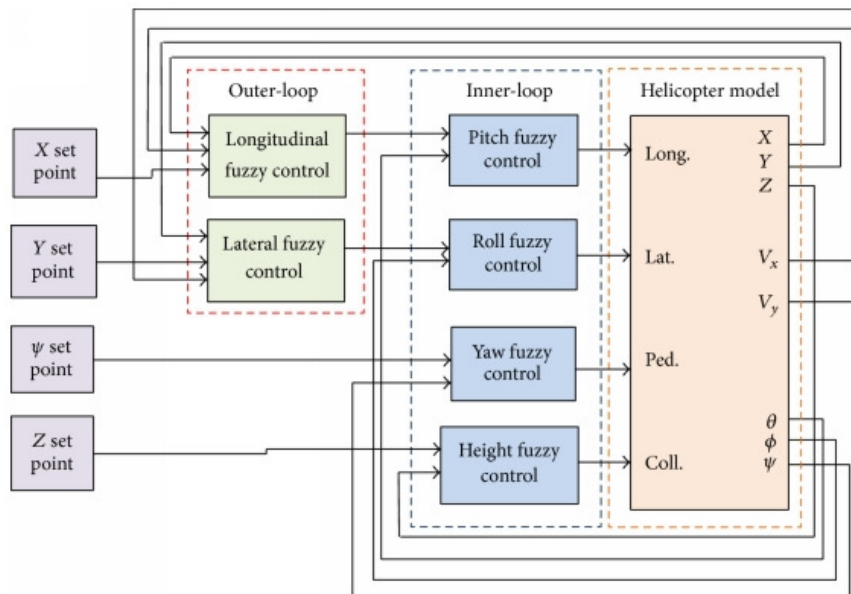 Outer-loop
Inner-loop
Helicopter model
X set
point
Y set
point
ψ set
point
Z set
point
Longitudinal
fuzzy control
Lateral fuzzy
control
Pitch fuzzy
control
Roll fuzzy
control
Yaw fuzzy
control
Height fuzzy
control
Long.
Lat.
Ped.
Coll.
X
Y
Z
Vx
Vy
θ
ϕ
ψ